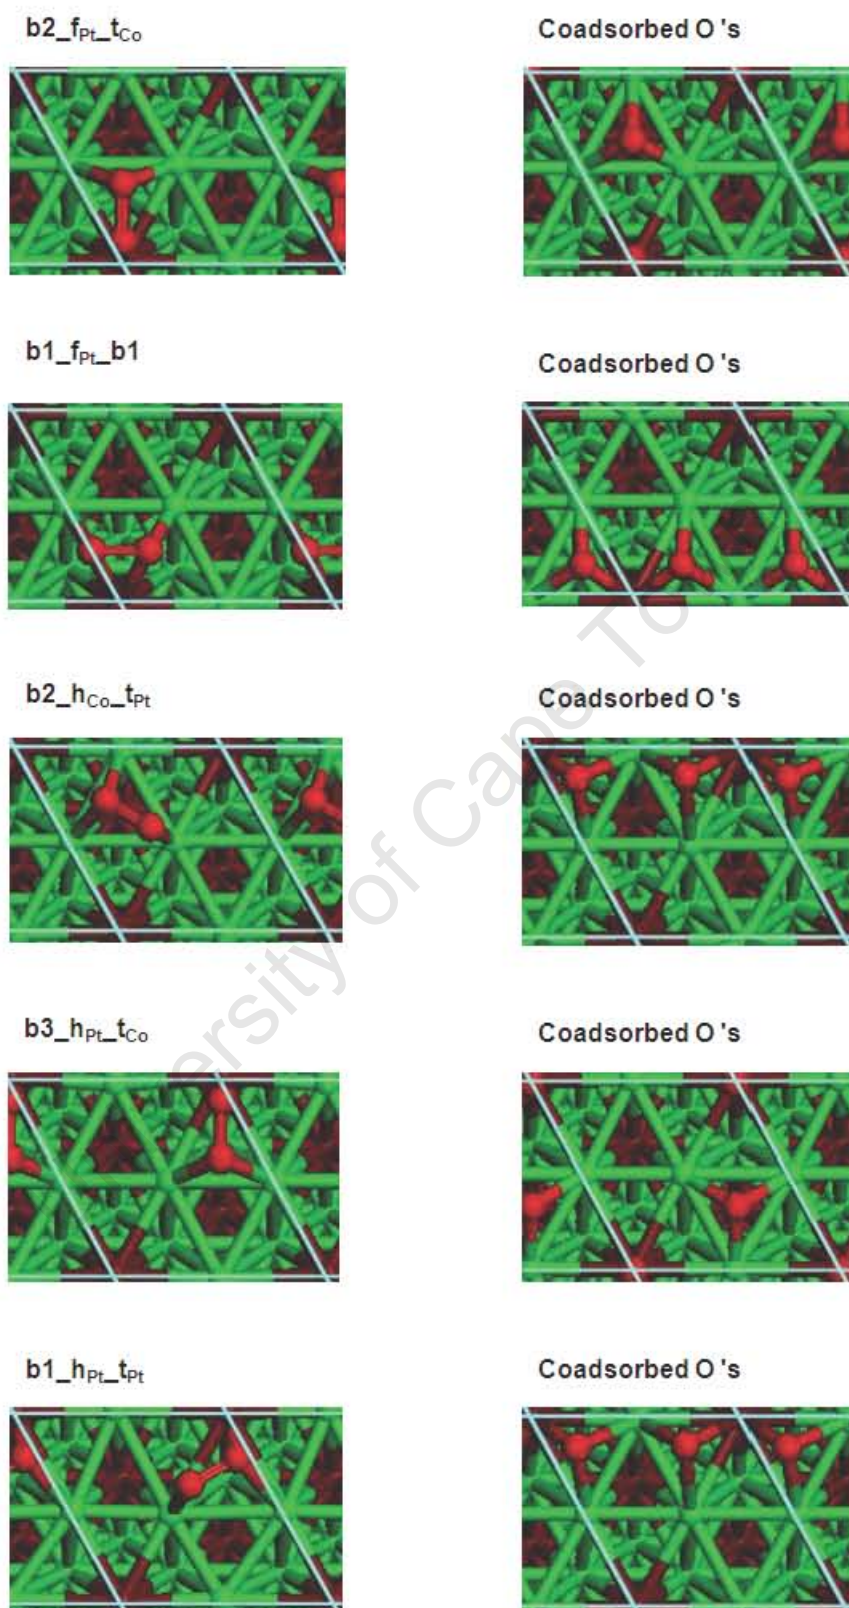 b2_fPt_tCo Coadsorbed O 's
b1_fPt_b1 Coadsorbed O 's
b2_hCo_tPt Coadsorbed O 's
b3_hPt_tCo Coadsorbed O 's
b1_hPt_tPt Coadsorbed O 's